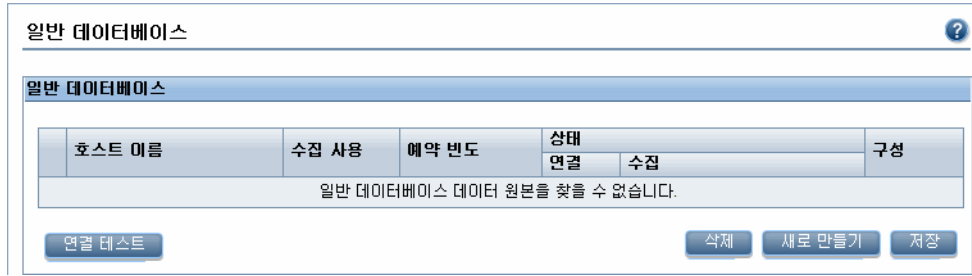 일반 데이터베이스
?
일반 데이터베이스
호스트 이름 수집 사용 예약 빈도 상태 구성
연결 수집
일반 데이터베이스 데이터 원본을 찾을 수 없습니다.
연결 테스트 삭제 새로 만들기 저장